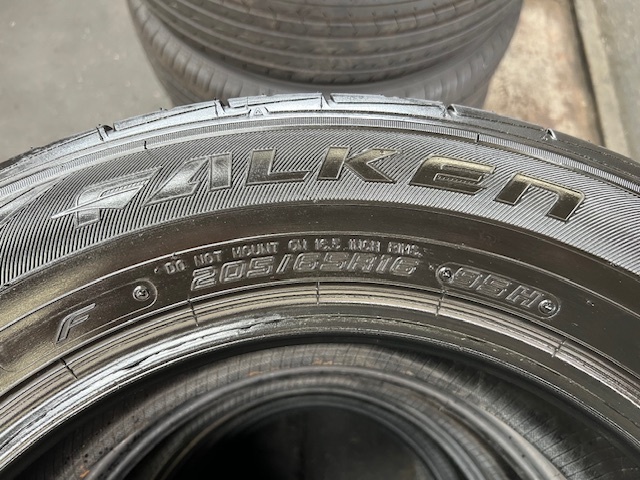 FALKEN
DO NOT MOUNT ON 16.5 INCH RIMS.
205/65R16 95H
F